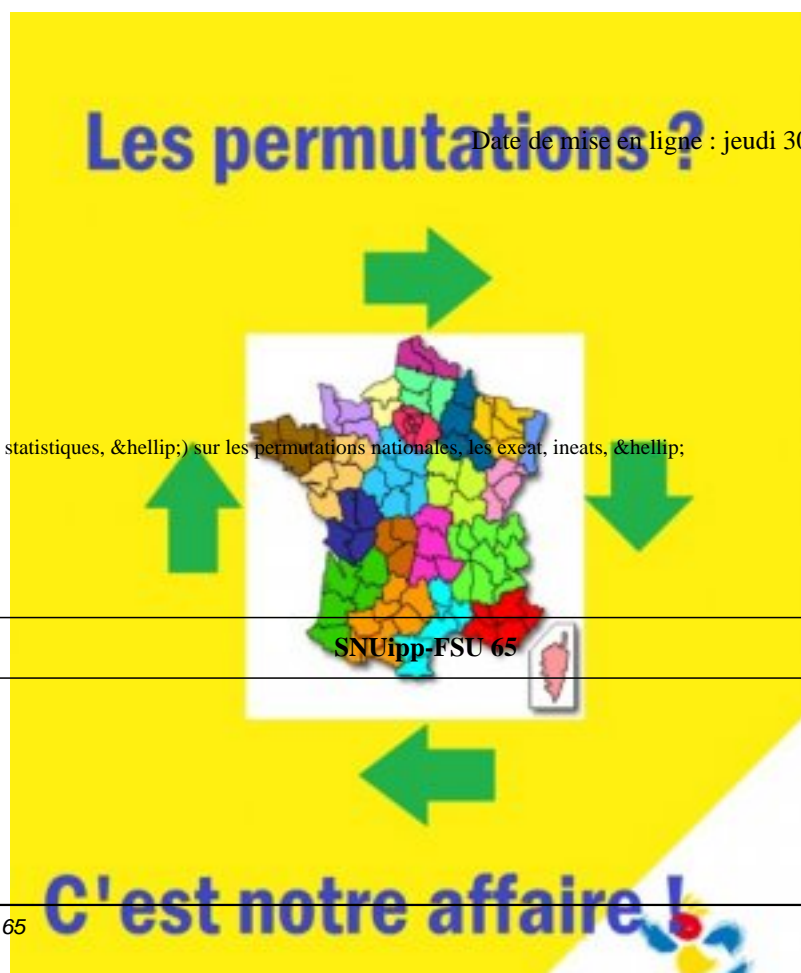 Les permutations ?
Date de mise en ligne : jeudi 30
statistiques, &hellip;) sur les permutations nationales, les exeat, ineats, &hellip;
SNUipp-FSU 65
C'est notre affaire !
65